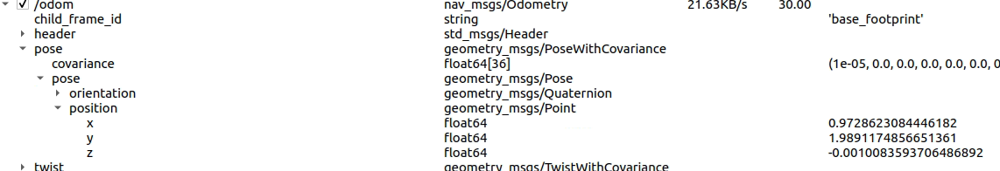 /odom nav_msgs/Odometry 21.63KB/s 30.00
child_frame_id string 'base_footprint'
header std_msgs/Header
pose geometry_msgs/PoseWithCovariance
covariance float64[36] (1e-05, 0.0, 0.0, 0.0, 0.0, 0.0, 0
pose geometry_msgs/Pose
orientation geometry_msgs/Quaternion
position geometry_msgs/Point
x float64 0.9728623084446182
y float64 1.9891174856651361
z float64 -0.0010083593706486892
twist geometry_msgs/TwistWithCovariance